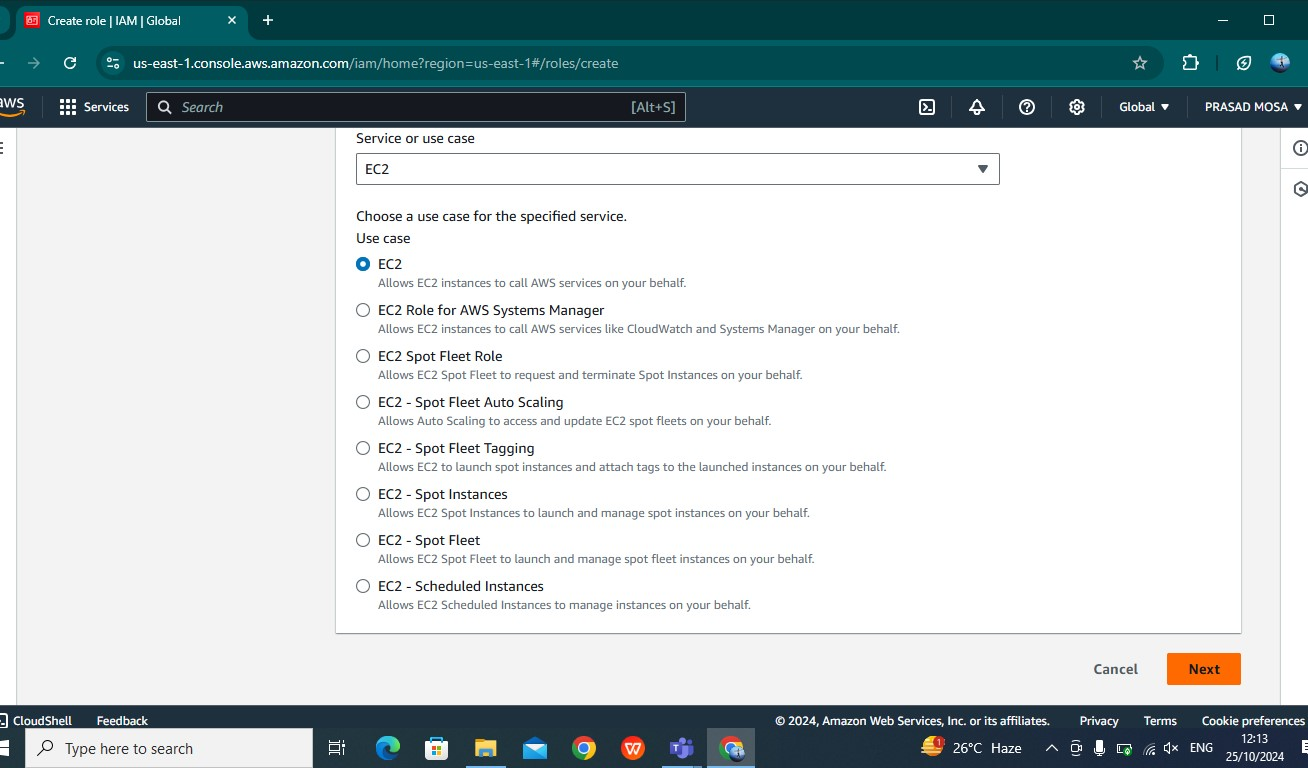 Create role | IAM | Global
us-east-1.console.aws.amazon.com/iam/home?region=us-east-1#/roles/create
aws Services Search [Alt+S] Global PRASAD MOSA
Service or use case
EC2
Choose a use case for the specified service.
Use case
EC2
Allows EC2 instances to call AWS services on your behalf.
EC2 Role for AWS Systems Manager
Allows EC2 instances to call AWS services like CloudWatch and Systems Manager on your behalf.
EC2 Spot Fleet Role
Allows EC2 Spot Fleet to request and terminate Spot Instances on your behalf.
EC2 - Spot Fleet Auto Scaling
Allows Auto Scaling to access and update EC2 spot fleets on your behalf.
EC2 - Spot Fleet Tagging
Allows EC2 to launch spot instances and attach tags to the launched instances on your behalf.
EC2 - Spot Instances
Allows EC2 Spot Instances to launch and manage spot instances on your behalf.
EC2 - Spot Fleet
Allows EC2 Spot Fleet to launch and manage spot fleet instances on your behalf.
EC2 - Scheduled Instances
Allows EC2 Scheduled Instances to manage instances on your behalf.
Cancel Next
CloudShell Feedback © 2024, Amazon Web Services, Inc. or its affiliates. Privacy Terms Cookie preferences
Type here to search W 1 26°C Haze ENG 12:13
25/10/2024